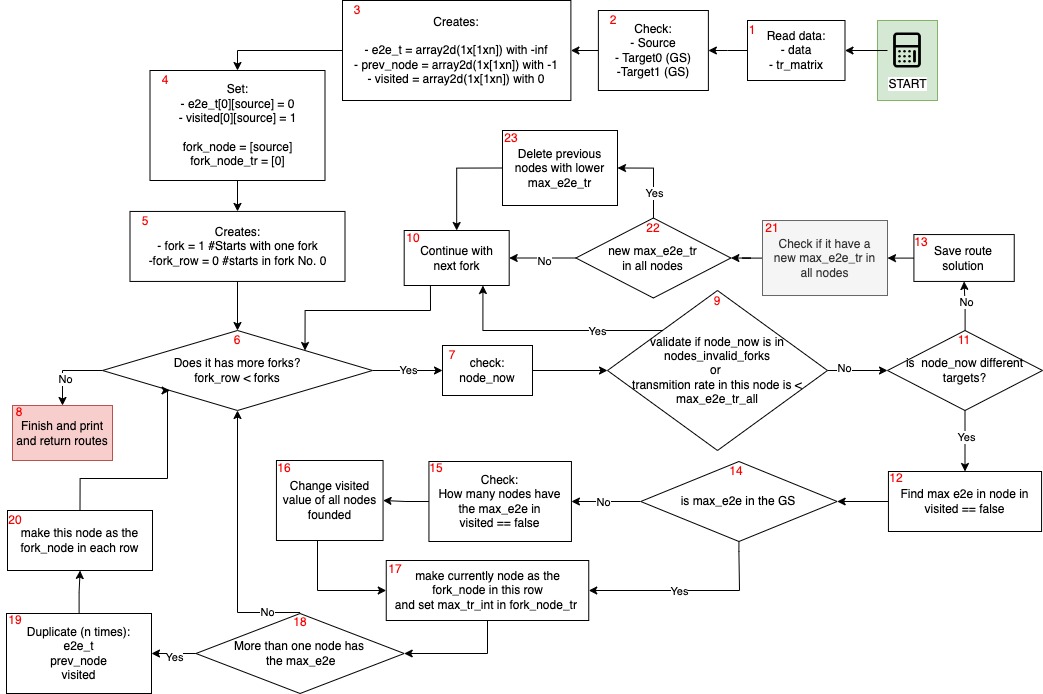 START
1
Read data:
- data
- tr_matrix
2
Check:
- Source
- Target0 (GS)
-Target1 (GS)
3
Creates:
- e2e_t = array2d(1x[1xn]) with -inf
- prev_node = array2d(1x[1xn]) with -1
- visited = array2d(1x[1xn]) with 0
4
Set:
- e2e_t[0][source] = 0
- visited[0][source] = 1
fork_node = [source]
fork_node_tr = [0]
5
Creates:
- fork = 1 #Starts with one fork
-fork_row = 0 #starts in fork No. 0
6
Does it has more forks?
fork_row < forks
No
Yes
8
Finish and print
and return routes
7
check:
node_now
9
validate if node_now is in
nodes_invalid_forks
or
transmition rate in this node is <
max_e2e_tr_all
Yes
No
10
Continue with
next fork
11
is  node_now different
targets?
No
Yes
13
Save route
solution
21
Check if it have a
new max_e2e_tr in
all nodes
22
new max_e2e_tr
in all nodes
No
Yes
23
Delete previous
nodes with lower
max_e2e_tr
12
Find max e2e in node in
visited == false
14
is max_e2e in the GS
No
Yes
15
Check:
How many nodes have
the max_e2e in
visited == false
16
Change visited
value of all nodes
founded
17
make currently node as the
fork_node in this row
and set max_tr_int in fork_node_tr
18
More than one node has
the max_e2e
No
Yes
19
Duplicate (n times):
e2e_t
prev_node
visited
20
make this node as the
fork_node in each row